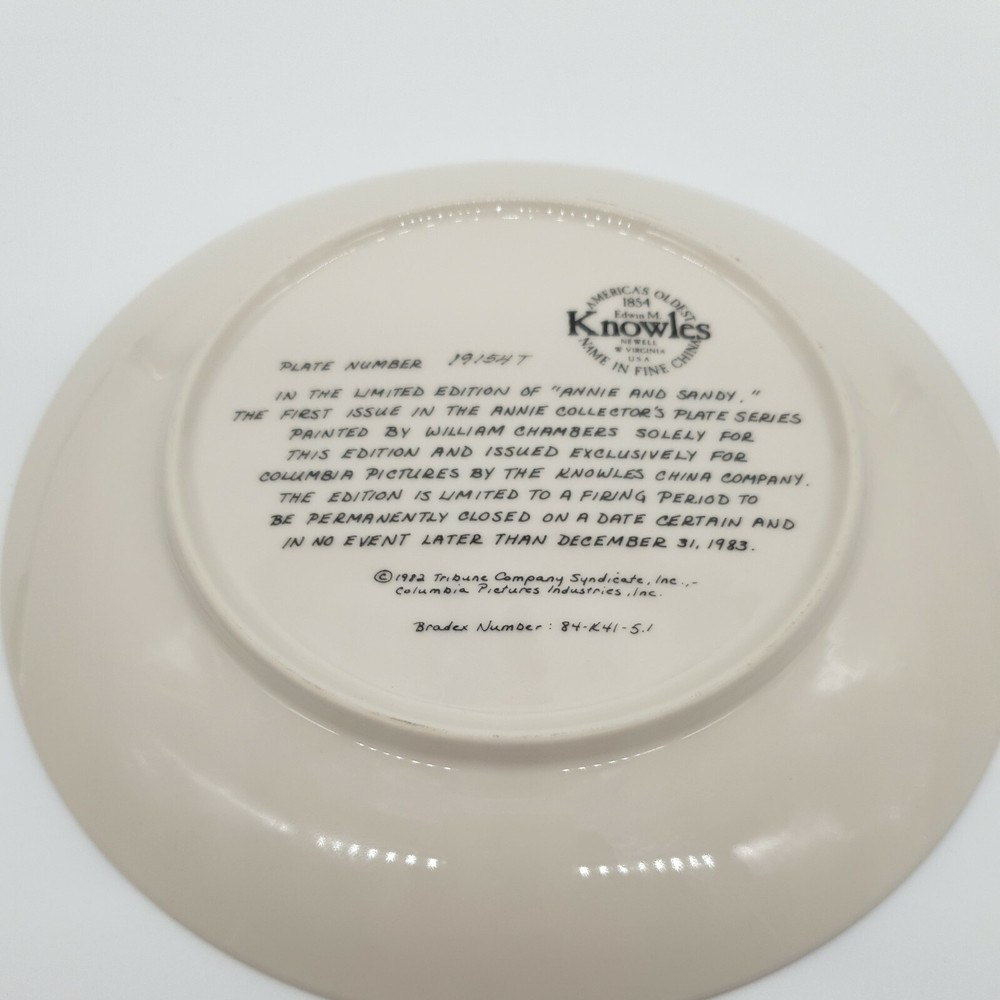 AMERICA'S OLDEST
1854
Edwin M.
Knowles
NEWELL
W VIRGINIA
USA
NAME IN FINE CHINA
PLATE NUMBER 19154T
IN THE LIMITED EDITION OF "ANNIE AND SANDY,"
THE FIRST ISSUE IN THE ANNIE COLLECTOR'S PLATE SERIES
PAINTED BY WILLIAM CHAMBERS SOLELY FOR
THIS EDITION AND ISSUED EXCLUSIVELY FOR
COLUMBIA PICTURES BY THE KNOWLES CHINA COMPANY.
THE EDITION IS LIMITED TO A FIRING PERIOD TO
BE PERMANENTLY CLOSED ON A DATE CERTAIN AND
IN NO EVENT LATER THAN DECEMBER 31, 1983.
©1982 Tribune Company Syndicate, Inc.,-
Columbia Pictures Industries, Inc.
Bradex Number: 84-K41-5.1